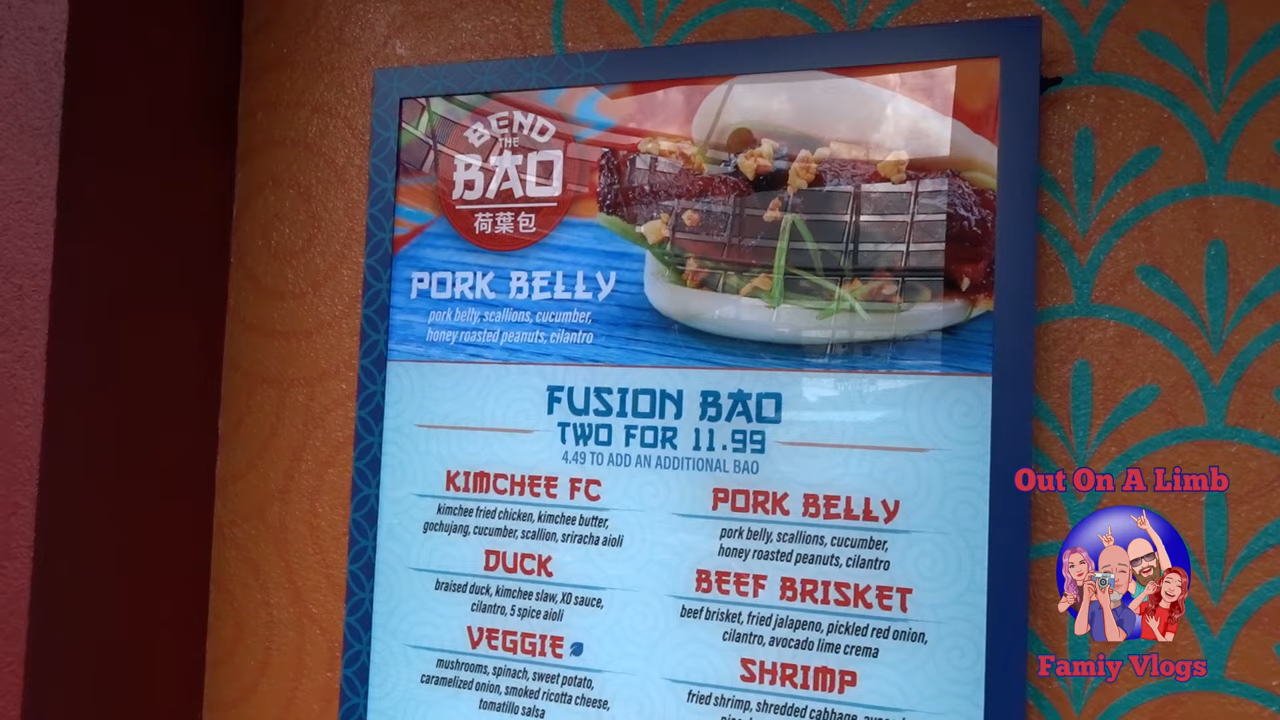 BEND
THE
BAO
荷葉包
PORK BELLY
pork belly, scallions, cucumber,
honey roasted peanuts, cilantro
FUSION BAO
TWO FOR 11.99
4.49 TO ADD AN ADDITIONAL BAO
KIMCHEE FC
kimchee fried chicken, kimchee butter,
gochujang, cucumber, scallion, sriracha aioli
DUCK
braised duck, kimchee slaw, XO sauce,
cilantro, 5 spice aioli
VEGGIE
mushrooms, spinach, sweet potato,
caramelized onion, smoked ricotta cheese,
tomatillo salsa
PORK BELLY
pork belly, scallions, cucumber,
honey roasted peanuts, cilantro
BEEF BRISKET
beef brisket, fried jalapeno, pickled red onion,
cilantro, avocado lime crema
SHRIMP
fried shrimp, shredded cabbage,
Out On A Limb
Famiy Vlogs